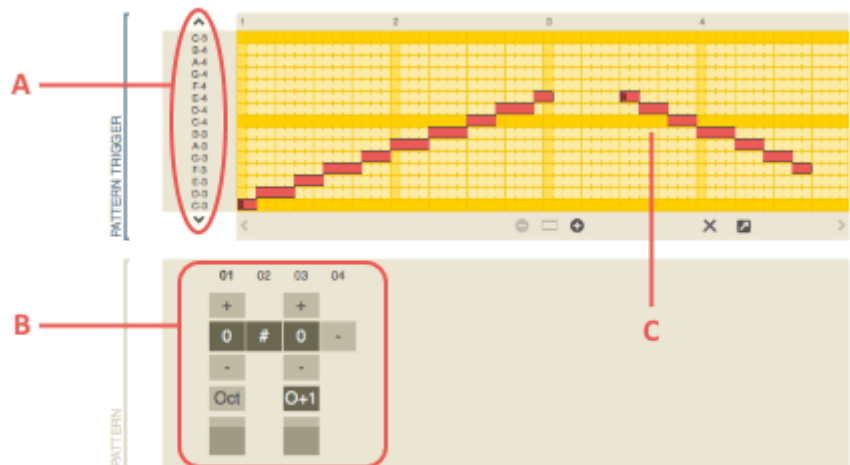 1 2 3 4
C-5
B-4
A-4
G-4
F-4
E-4
D-4
C-4
B-3
A-3
G-3
F-3
E-3
D-3
C-3
A
PATTERN TRIGGER
01 02 03 04
+ +
0 # 0 -
- -
Oct O+1
B
C
PATTERN